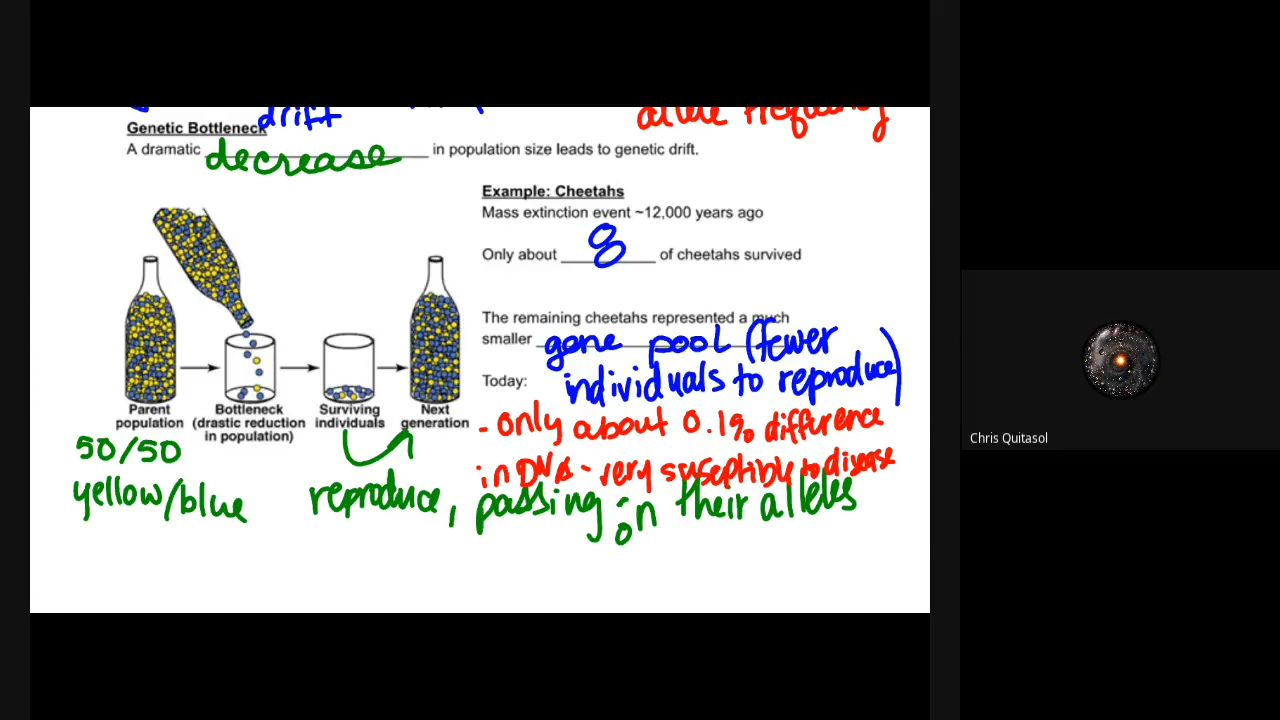 drift
allele frequency
Genetic Bottleneck
A dramatic decrease in population size leads to genetic drift.
Example: Cheetahs
Mass extinction event ~12,000 years ago
Only about 8 of cheetahs survived
The remaining cheetahs represented a much
smaller gene pool (fewer
individuals to reproduce)
Today:
- only about 0.1% difference
in DNA - very suseptible to disease
Parent
population
Bottleneck
(drastic reduction
in population)
Surviving
individuals
Next
generation
50/50
yellow/blue
reproduce, passing on their alleles
Chris Quitasol